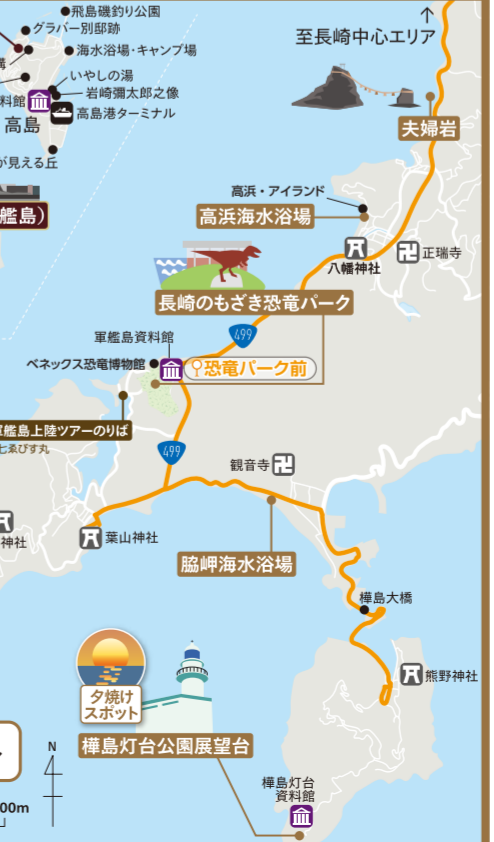 飛島磯釣り公園
グラバー別邸跡
海水浴場・キャンプ場
いやしの湯
岩崎彌太郎之像
料館
高島港ターミナル
高島
が見える丘
艦島)
↑
至長崎中心エリア
夫婦岩
高浜・アイランド
高浜海水浴場
八幡神社
正瑞寺
長崎のもざき恐竜パーク
軍艦島資料館
499
ベネックス恐竜博物館
恐竜パーク前
軍艦島上陸ツアーのりば
七ゑびす丸
499
観音寺
神社
葉山神社
脇岬海水浴場
樺島大橋
夕焼け
スポット
熊野神社
樺島灯台公園展望台
N
樺島灯台
資料館
00m